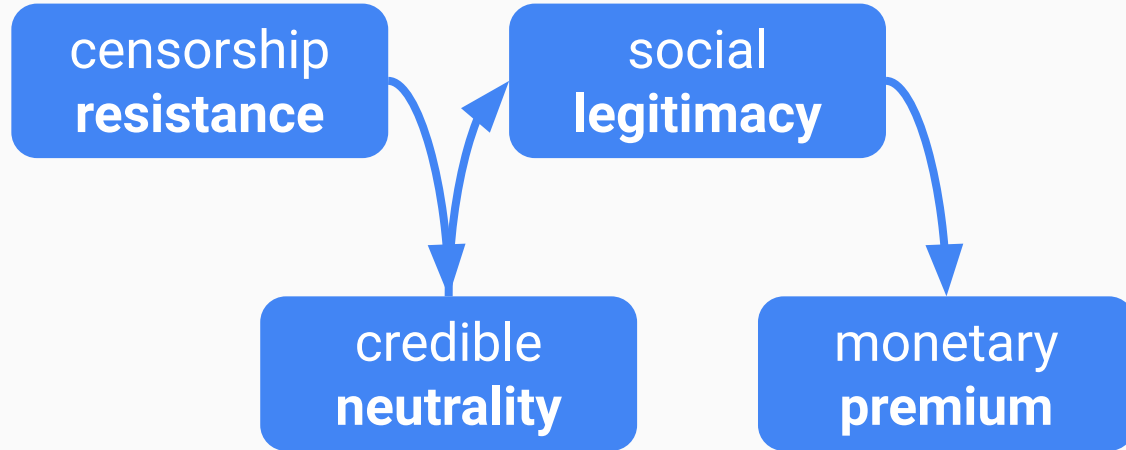 censorship
resistance
social
legitimacy
credible
neutrality
monetary
premium